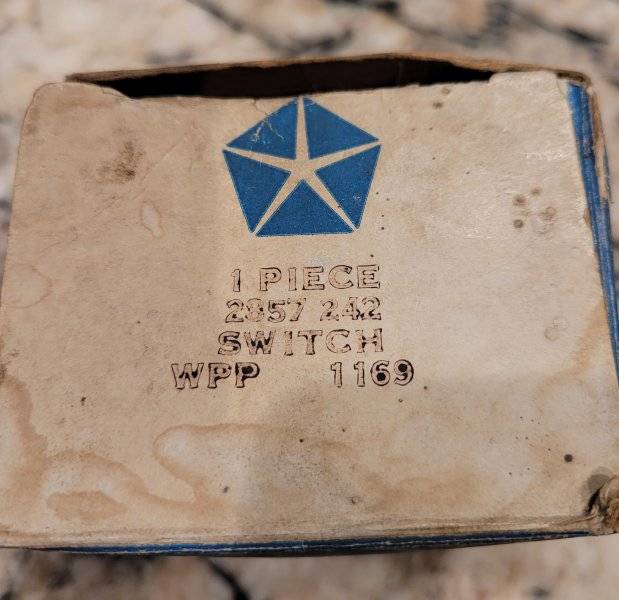 1 PIECE
2857 242
SWITCH
WPP 1169